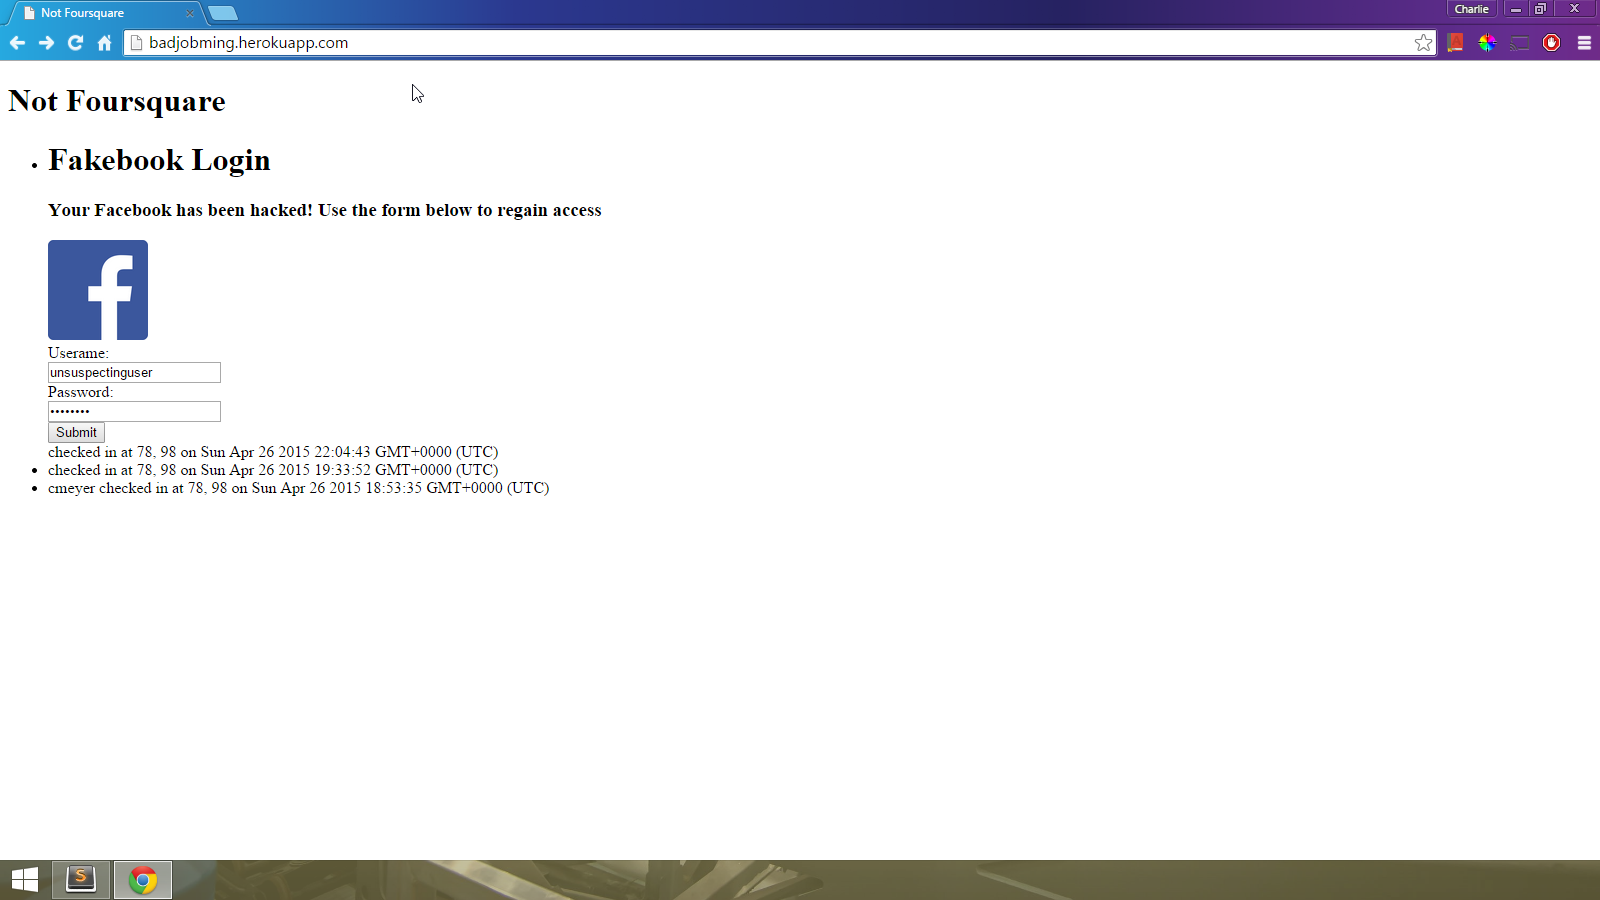 Not Foursquare
Charlie
badjobming.herokuapp.com
Not Foursquare
Fakebook Login
Your Facebook has been hacked! Use the form below to regain access
Userame:
unsuspectinguser
Password:
••••••••
Submit
checked in at 78, 98 on Sun Apr 26 2015 22:04:43 GMT+0000 (UTC)
checked in at 78, 98 on Sun Apr 26 2015 19:33:52 GMT+0000 (UTC)
cmeyer checked in at 78, 98 on Sun Apr 26 2015 18:53:35 GMT+0000 (UTC)